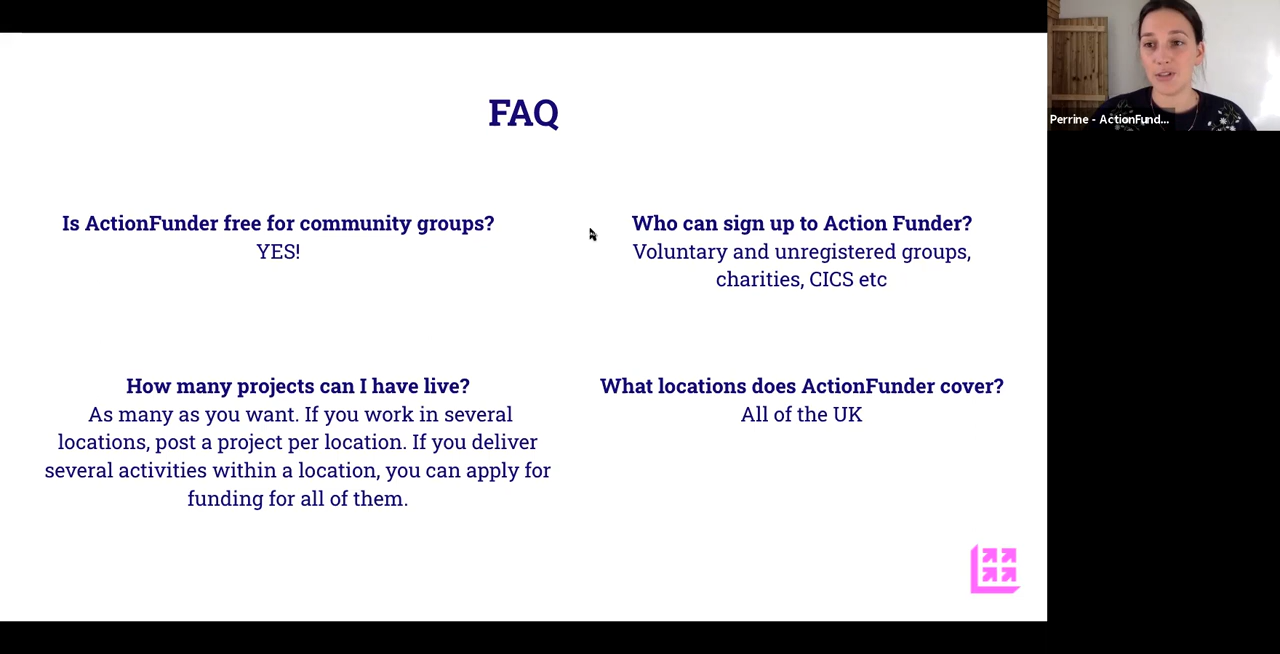 FAQ
Is ActionFunder free for community groups?
YES!
Who can sign up to Action Funder?
Voluntary and unregistered groups,
charities, CICS etc
How many projects can I have live?
As many as you want. If you work in several
locations, post a project per location. If you deliver
several activities within a location, you can apply for
funding for all of them.
What locations does ActionFunder cover?
All of the UK
Perrine - ActionFund...